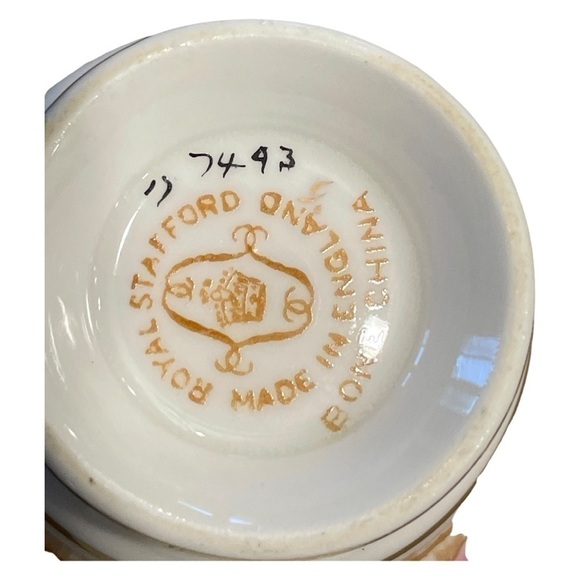 7493
ROYAL STAFFORD
MADE IN ENGLAND
BONE CHINA